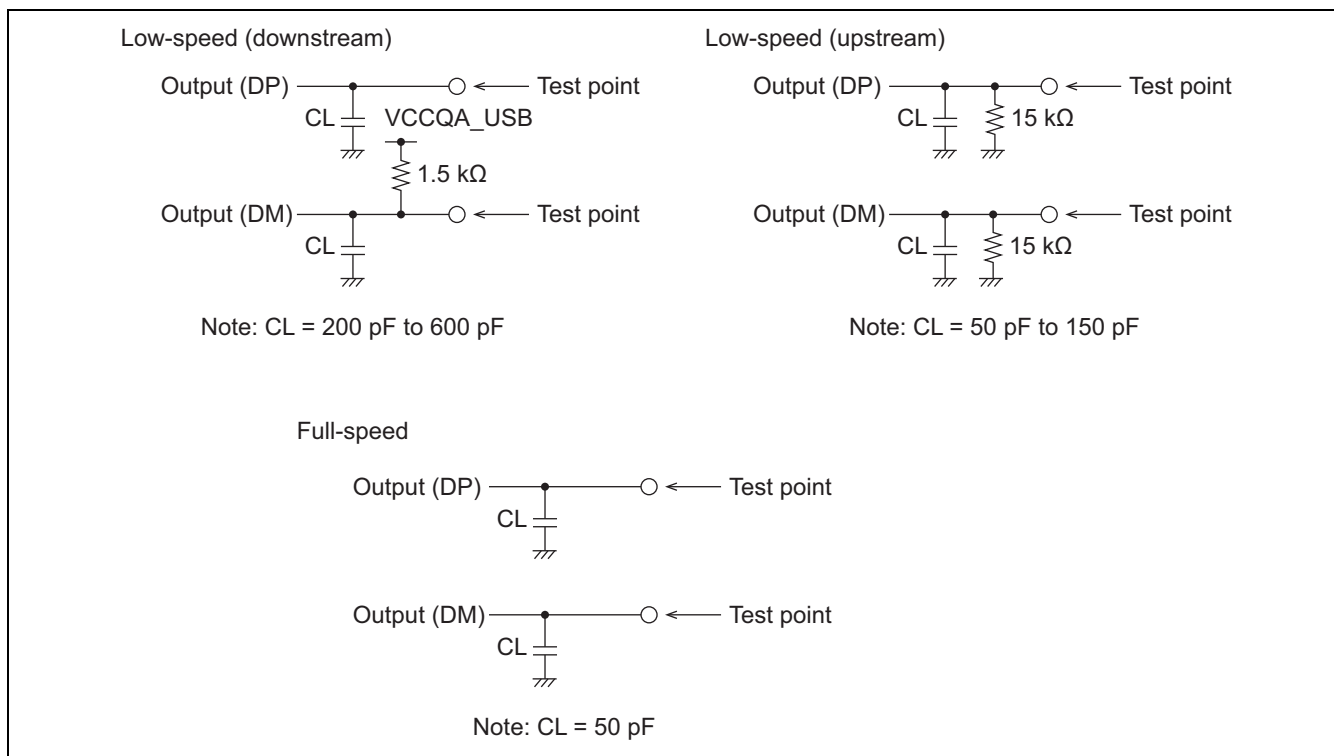 Low-speed (downstream)
Output (DP)
Test point
CL
VCCQA_USB
1.5 kΩ
Output (DM)
Test point
CL
Note: CL = 200 pF to 600 pF
Low-speed (upstream)
Output (DP)
Test point
CL
15 kΩ
Output (DM)
Test point
CL
15 kΩ
Note: CL = 50 pF to 150 pF
Full-speed
Output (DP)
Test point
CL
Output (DM)
Test point
CL
Note: CL = 50 pF